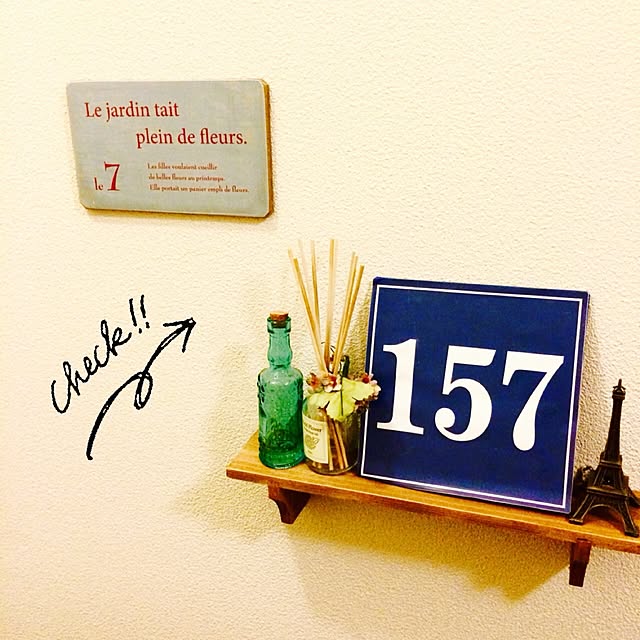 Le jardin tait
plein de fleurs.
le 7
Les filles voulaient cueillir
de belles fleurs au printemps.
Elle portait un panier empli de fleurs.
check!!
157